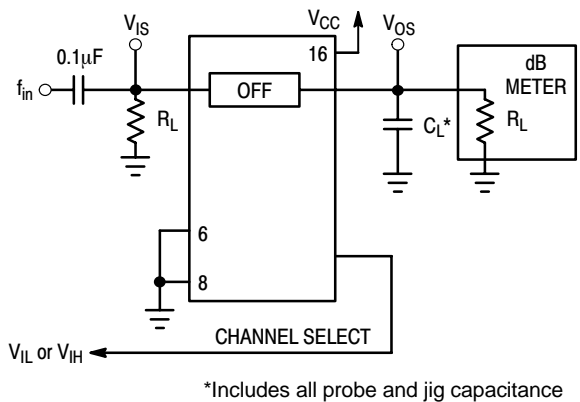 V_IS
V_CC
V_OS
0.1μF
16
dB
METER
f_in
OFF
R_L
C_L*
R_L
6
8
CHANNEL SELECT
V_IL or V_IH
*Includes all probe and jig capacitance